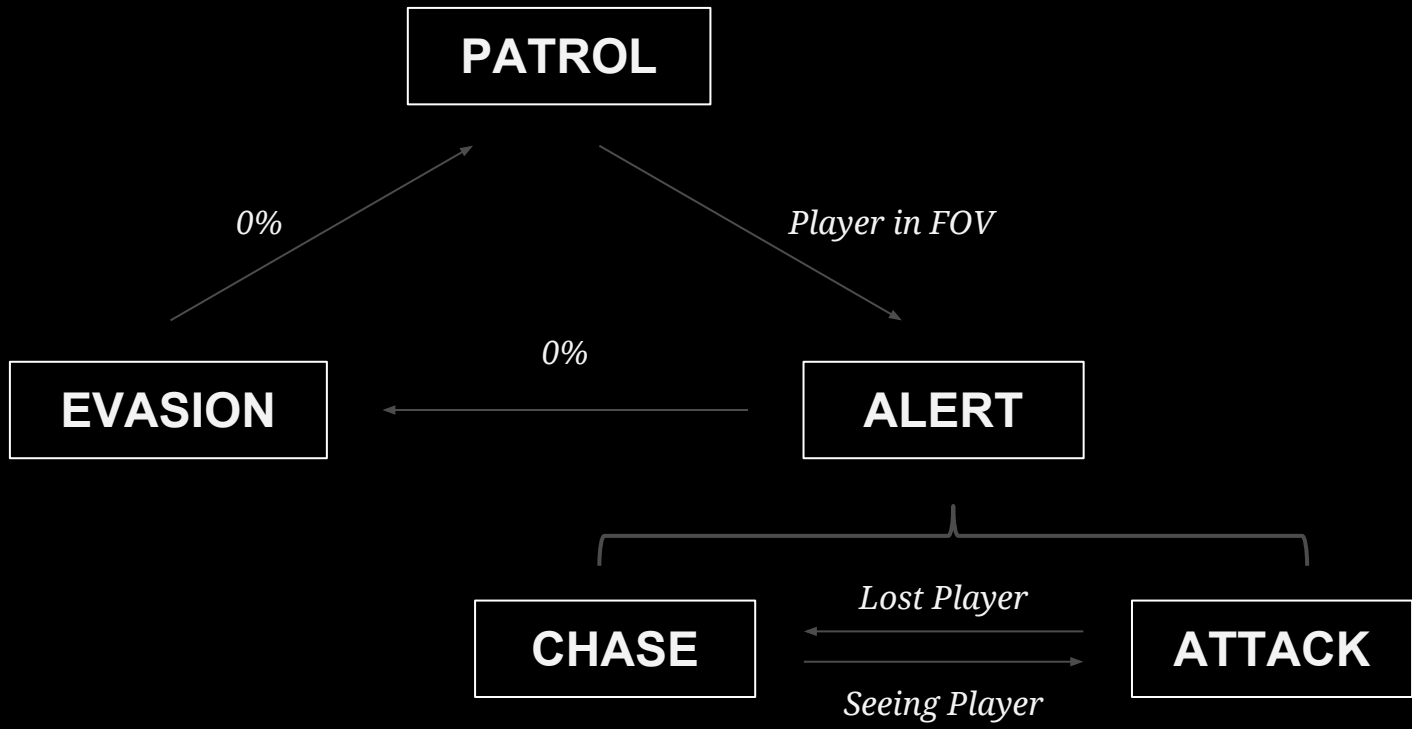 PATROL
0%
Player in FOV
0%
EVASION
ALERT
Lost Player
CHASE
ATTACK
Seeing Player